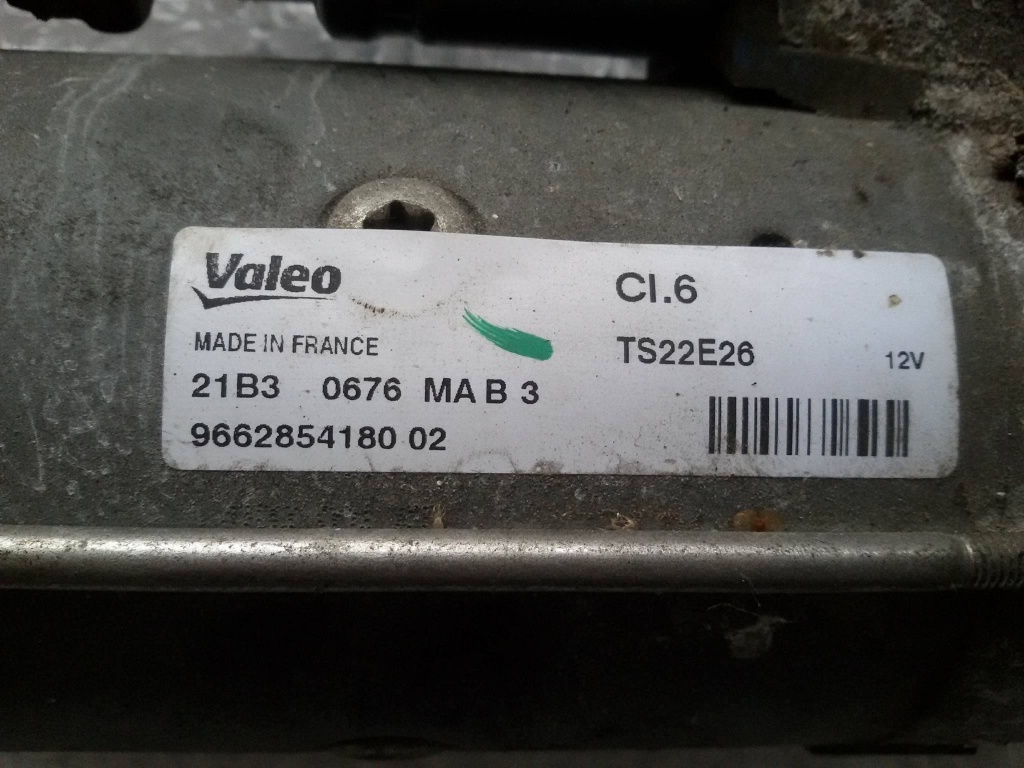 Valeo
CI.6
MADE IN FRANCE
TS22E26
12V
21B3 0676 MA B 3
9662854180 02